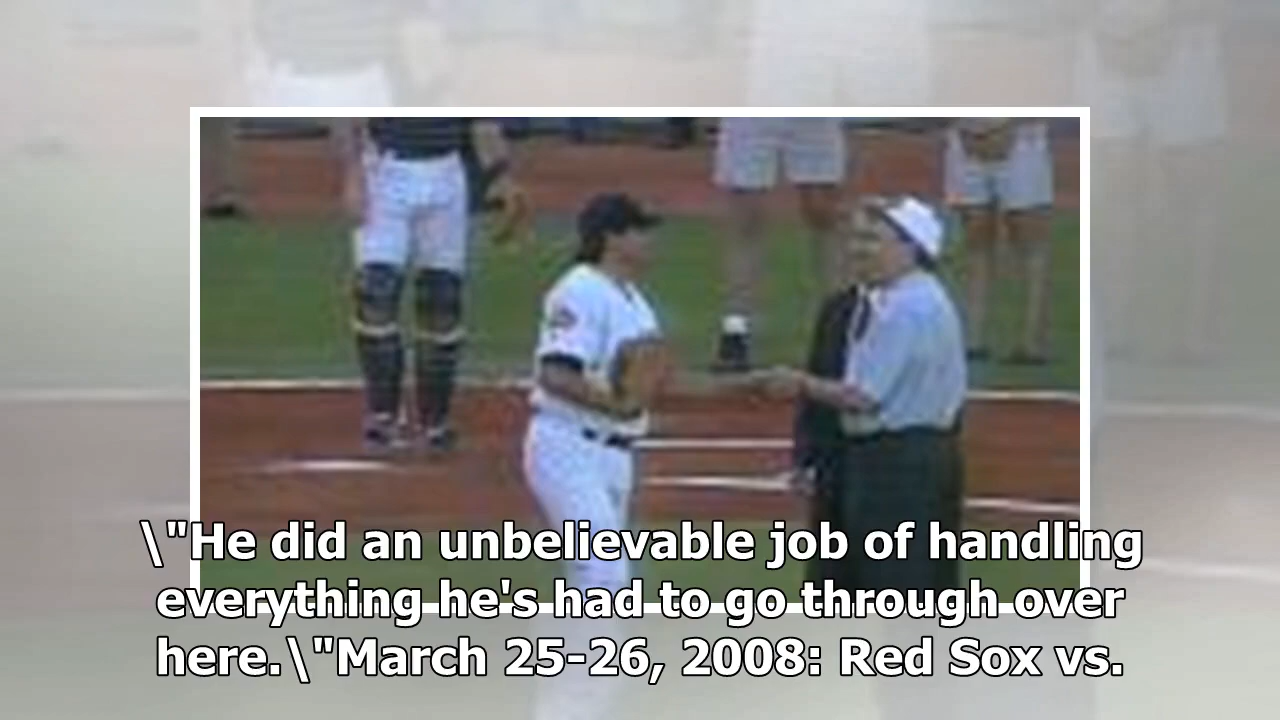 \"He did an unbelievable job of handling
everything he's had to go through over
here.\"March 25-26, 2008: Red Sox vs.